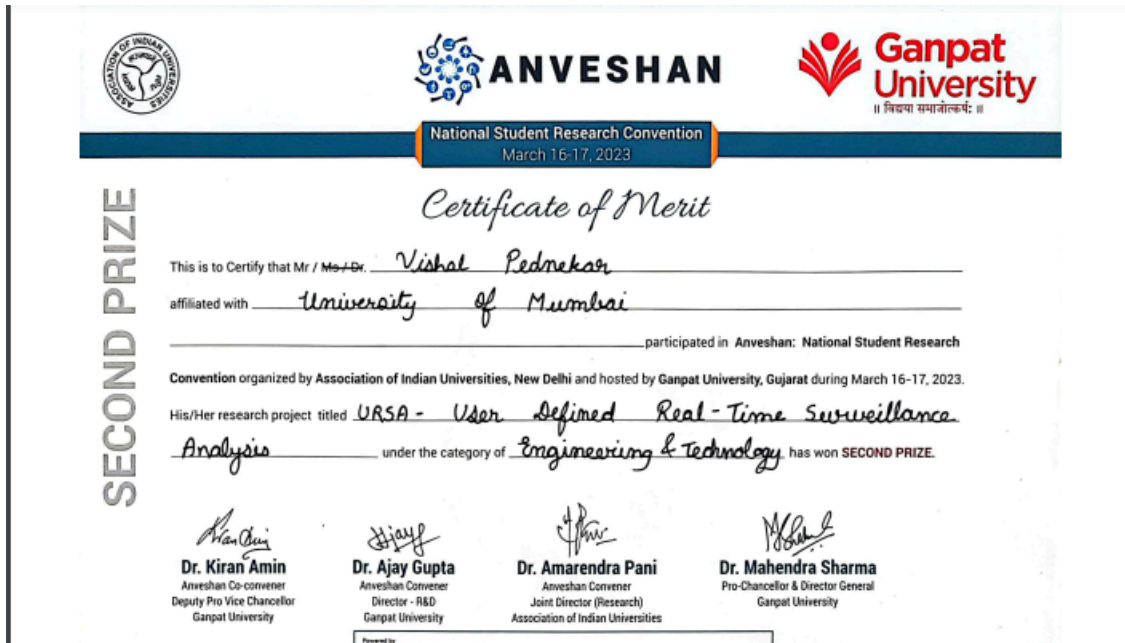 ASSOCIATION OF INDIAN UNIVERSITIES
ANVESHAN
Ganpat
University
॥ विद्यया समाजोत्कर्षः ॥
National Student Research Convention
March 16-17, 2023
SECOND PRIZE
Certificate of Merit
This is to Certify that Mr / Ms / Dr. Vishal Pednekar
affiliated with University of Mumbai
participated in Anveshan: National Student Research
Convention organized by Association of Indian Universities, New Delhi and hosted by Ganpat University, Gujarat during March 16-17, 2023.
His/Her research project titled URSA - User Defined Real-Time Surveillance
Analysis under the category of Engineering & Technology has won SECOND PRIZE.
Dr. Kiran Amin
Anveshan Co-convener
Deputy Pro Vice Chancellor
Ganpat University
Dr. Ajay Gupta
Anveshan Convener
Director - R&D
Ganpat University
Dr. Amarendra Pani
Anveshan Convener
Joint Director (Research)
Association of Indian Universities
Dr. Mahendra Sharma
Pro-Chancellor & Director General
Ganpat University
Powered by